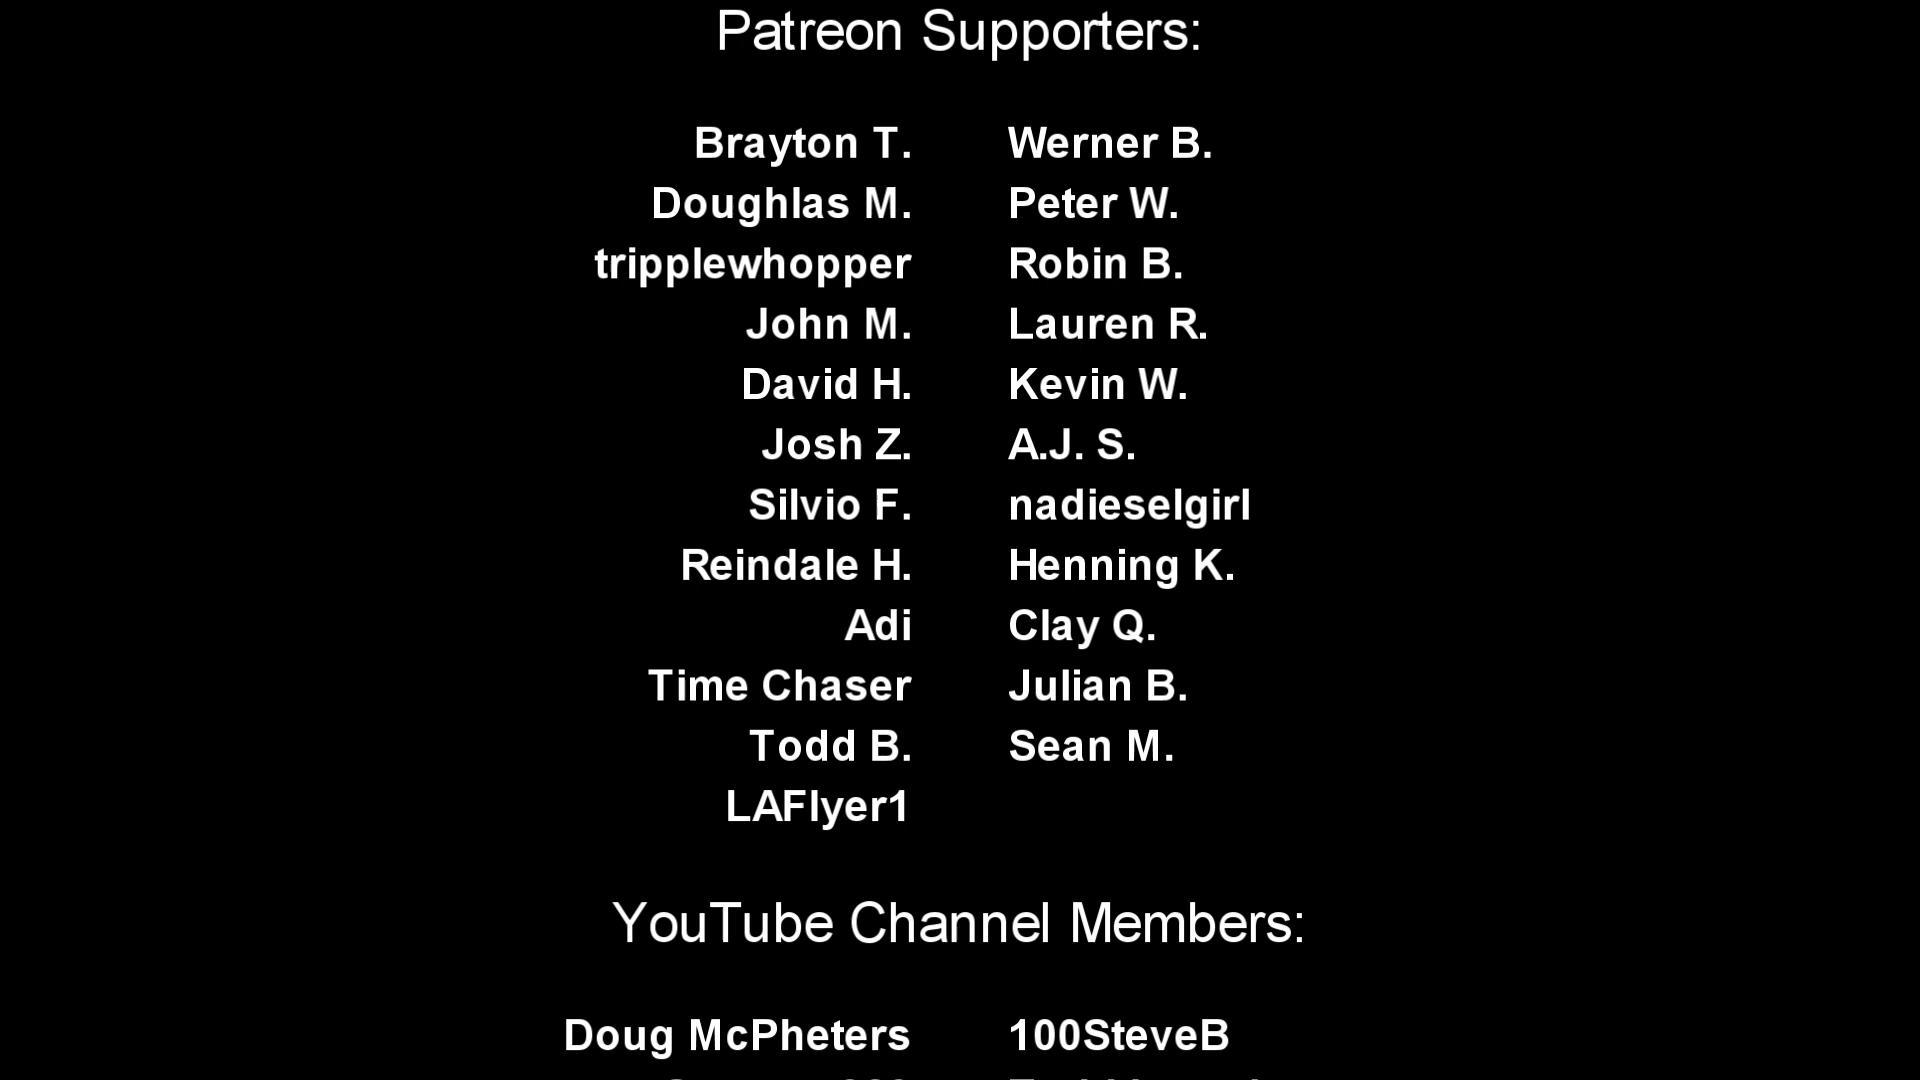 Patreon Supporters:
Brayton T. Werner B.
Doughlas M. Peter W.
tripplewhopper Robin B.
John M. Lauren R.
David H. Kevin W.
Josh Z. A.J. S.
Silvio F. nadieselgirl
Reindale H. Henning K.
Adi Clay Q.
Time Chaser Julian B.
Todd B. Sean M.
LAFlyer1
YouTube Channel Members:
Doug McPheters 100SteveB